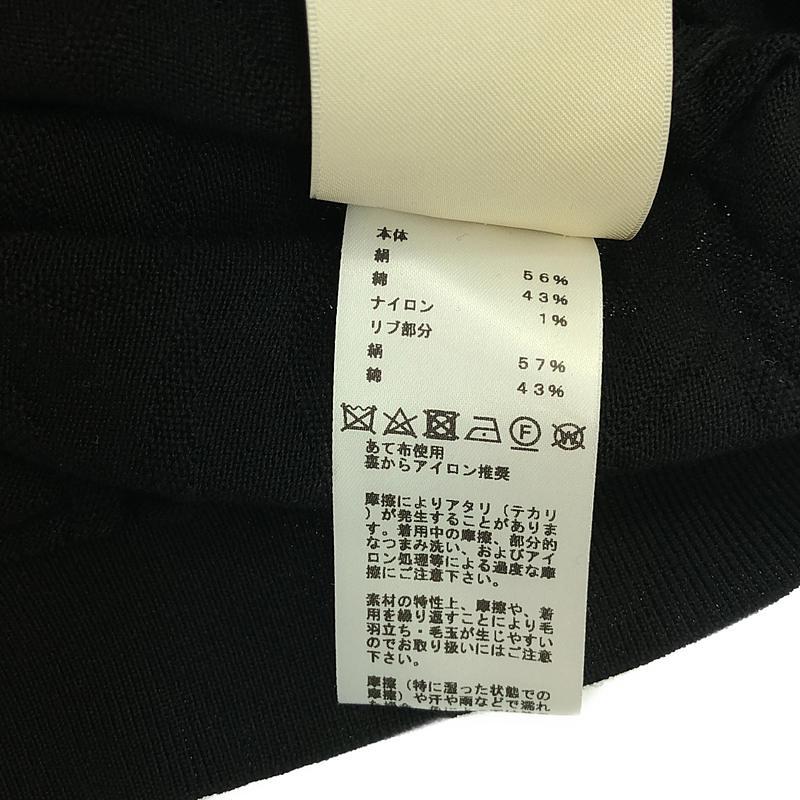 本体
絹 56%
綿 43%
ナイロン 1%
リブ部分
絹 57%
綿 43%
F W
あて布使用
裏からアイロン推奨
摩擦によりアタリ（テカリ
）が発生することがありま
す。着用中の摩擦、部分的
なつまみ洗い、およびアイ
ロン処理等による過度な摩
擦にご注意下さい。
素材の特性上、摩擦や、着
用を繰り返すことにより毛
羽立ち・毛玉が生じやすい
のでお取り扱いにはご注意
下さい。
摩擦（特に湿った状態での
摩擦）や汗や雨などで濡れ